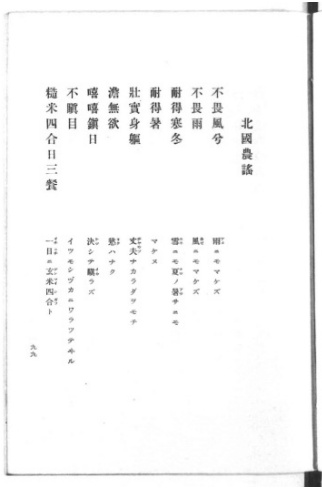 北國農謠
不畏風兮
不畏雨
耐得寒冬
耐得暑
壯實身軀
澹無欲
嘻嘻鎭日
不瞋目
糙米四合日三餐
雨ニモマケズ
風ニモマケズ
雪ニモ夏ノ暑サニモ
マケヌ
丈夫ナカラダヲモチ
慾ハナク
決シテ瞋ラズ
イツモシヅカニワラツテヰル
一日ニ玄米四合ト
九九